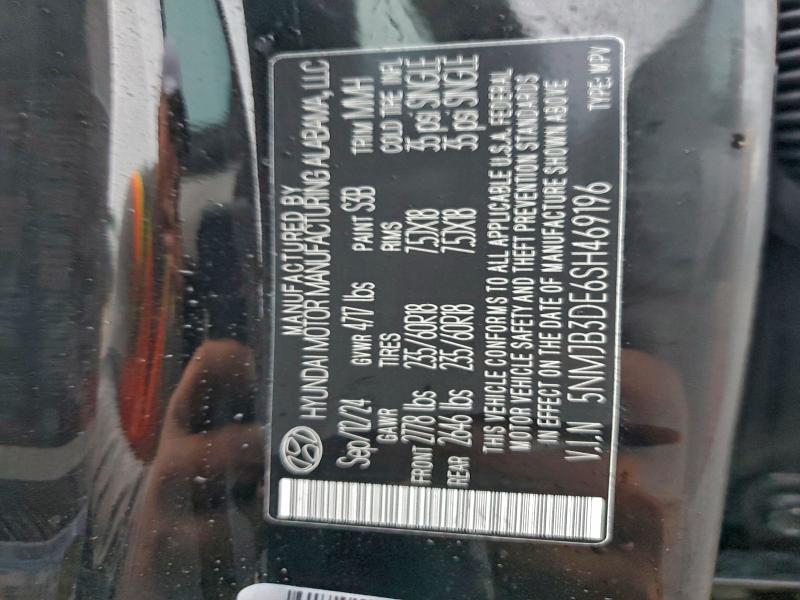 MANUFACTURED BY
HYUNDAI MOTOR MANUFACTURING ALABAMA, LLC
Sep/12/24 GVWR 4717 lbs PAINT S3B TRIM MMH
GAWR TIRES RIMS COLD TIRE INFL
FRONT 2778 lbs 235/60R18 7.5JX18 35 psi SINGLE
REAR 2646 lbs 235/60R18 7.5JX18 35 psi SINGLE
THIS VEHICLE CONFORMS TO ALL APPLICABLE U.S.A. FEDERAL
MOTOR VEHICLE SAFETY AND THEFT PREVENTION STANDARDS
IN EFFECT ON THE DATE OF MANUFACTURE SHOWN ABOVE
V.I.N 5NMJB3DE6SH469196 TYPE: MPV